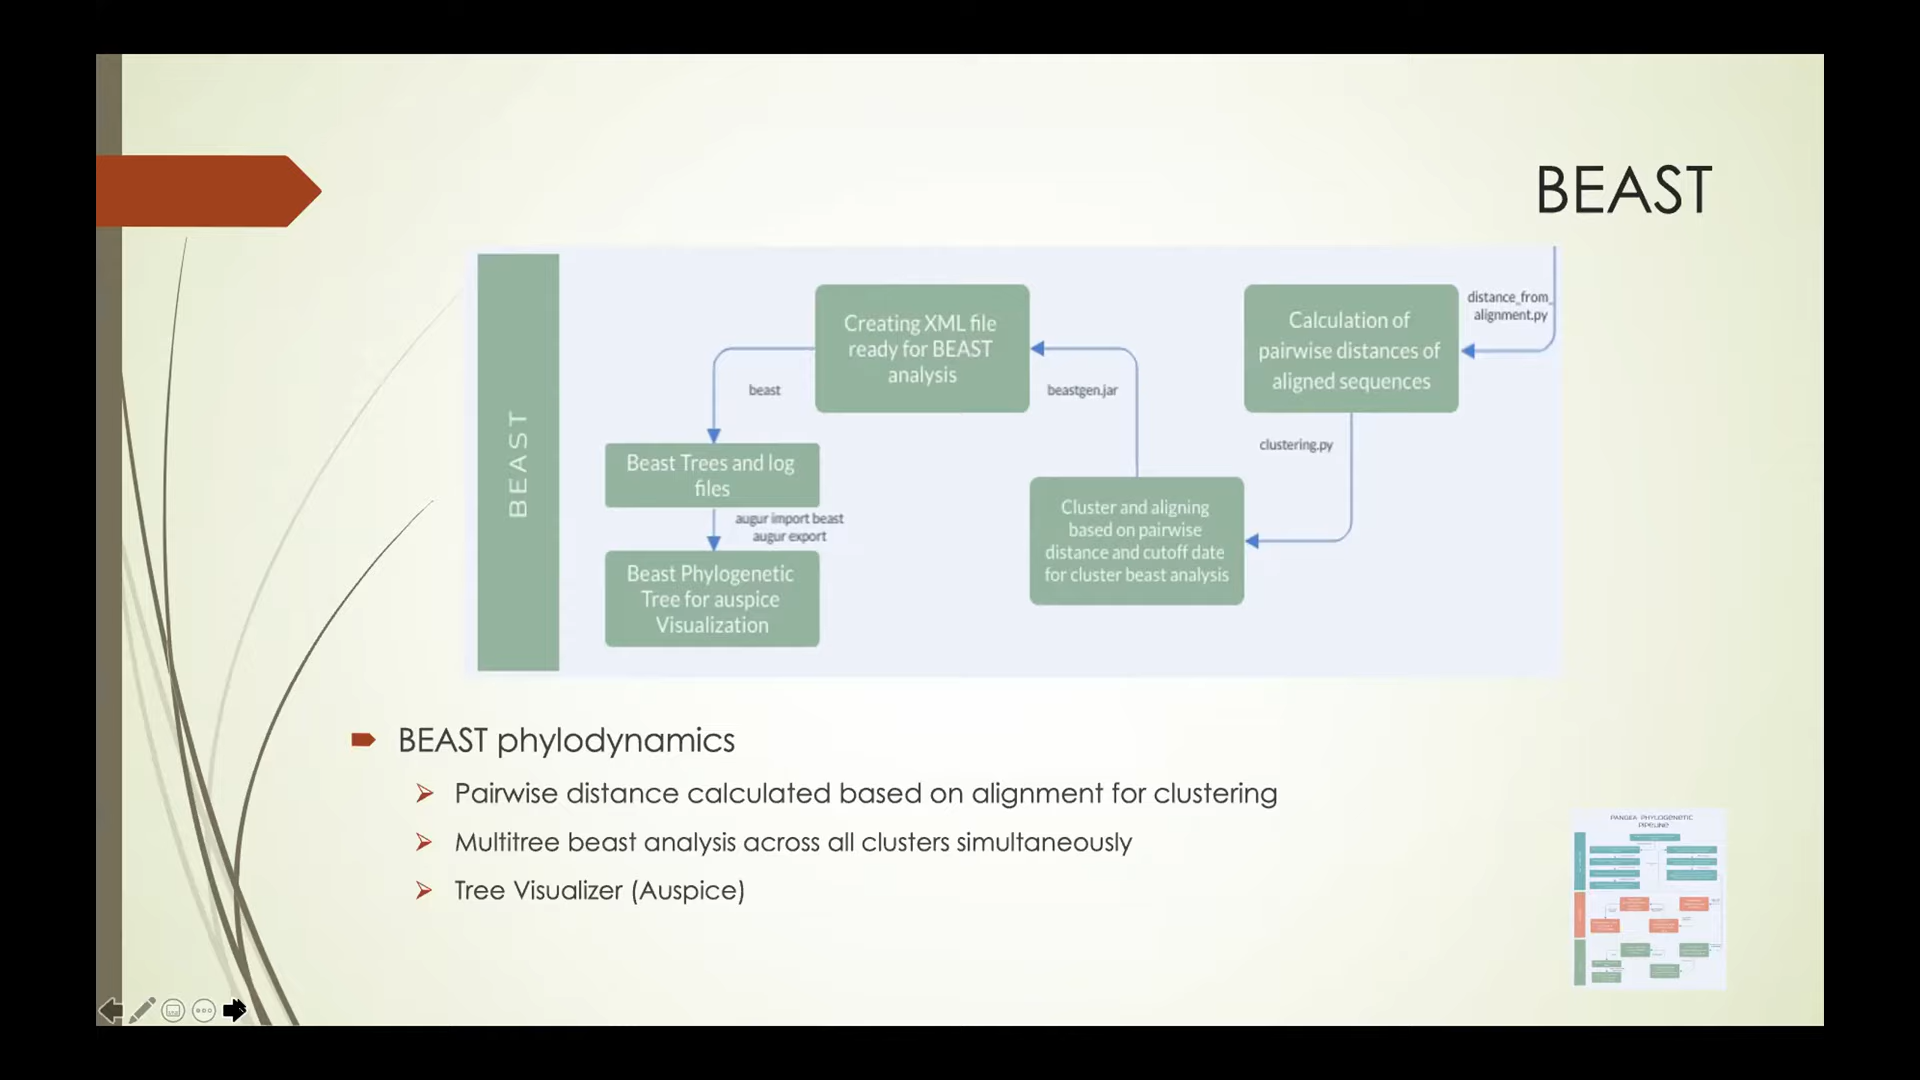 BEAST
BEAST
Creating XML file
ready for BEAST
analysis
Calculation of
pairwise distances of
aligned sequences
distance_from_
alignment.py
beast
beastgen.jar
clustering.py
Beast Trees and log
files
Cluster and aligning
based on pairwise
distance and cutoff date
for cluster beast analysis
augur import beast
augur export
Beast Phylogenetic
Tree for auspice
Visualization
BEAST phylodynamics
Pairwise distance calculated based on alignment for clustering
Multitree beast analysis across all clusters simultaneously
Tree Visualizer (Auspice)
PANGEA PHYLOGENETIC
PIPELINE